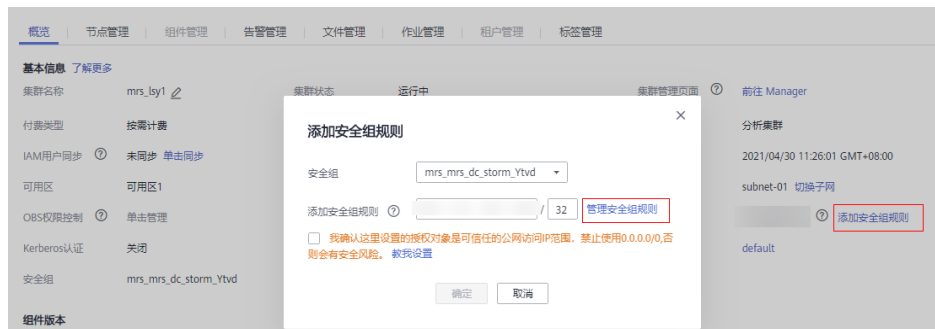 概览 节点管理 组件管理 告警管理 文件管理 作业管理 租户管理 标签管理
基本信息 了解更多
集群名称 mrs_lsy1 集群状态 运行中 集群管理页面 前往 Manager
付费类型 按需计费 分析集群
IAM用户同步 未同步 单击同步 2021/04/30 11:26:01 GMT+08:00
可用区 可用区1 subnet-01 切换子网
OBS权限控制 单击管理 添加安全组规则
Kerberos认证 关闭 default
安全组 mrs_mrs_dc_storm_Ytvd
组件版本
添加安全组规则
安全组 mrs_mrs_dc_storm_Ytvd
添加安全组规则 / 32 管理安全组规则
我确认这里设置的授权对象是可信任的公网访问IP范围，禁止使用0.0.0.0/0,否
则会有安全风险。 教我设置
确定 取消